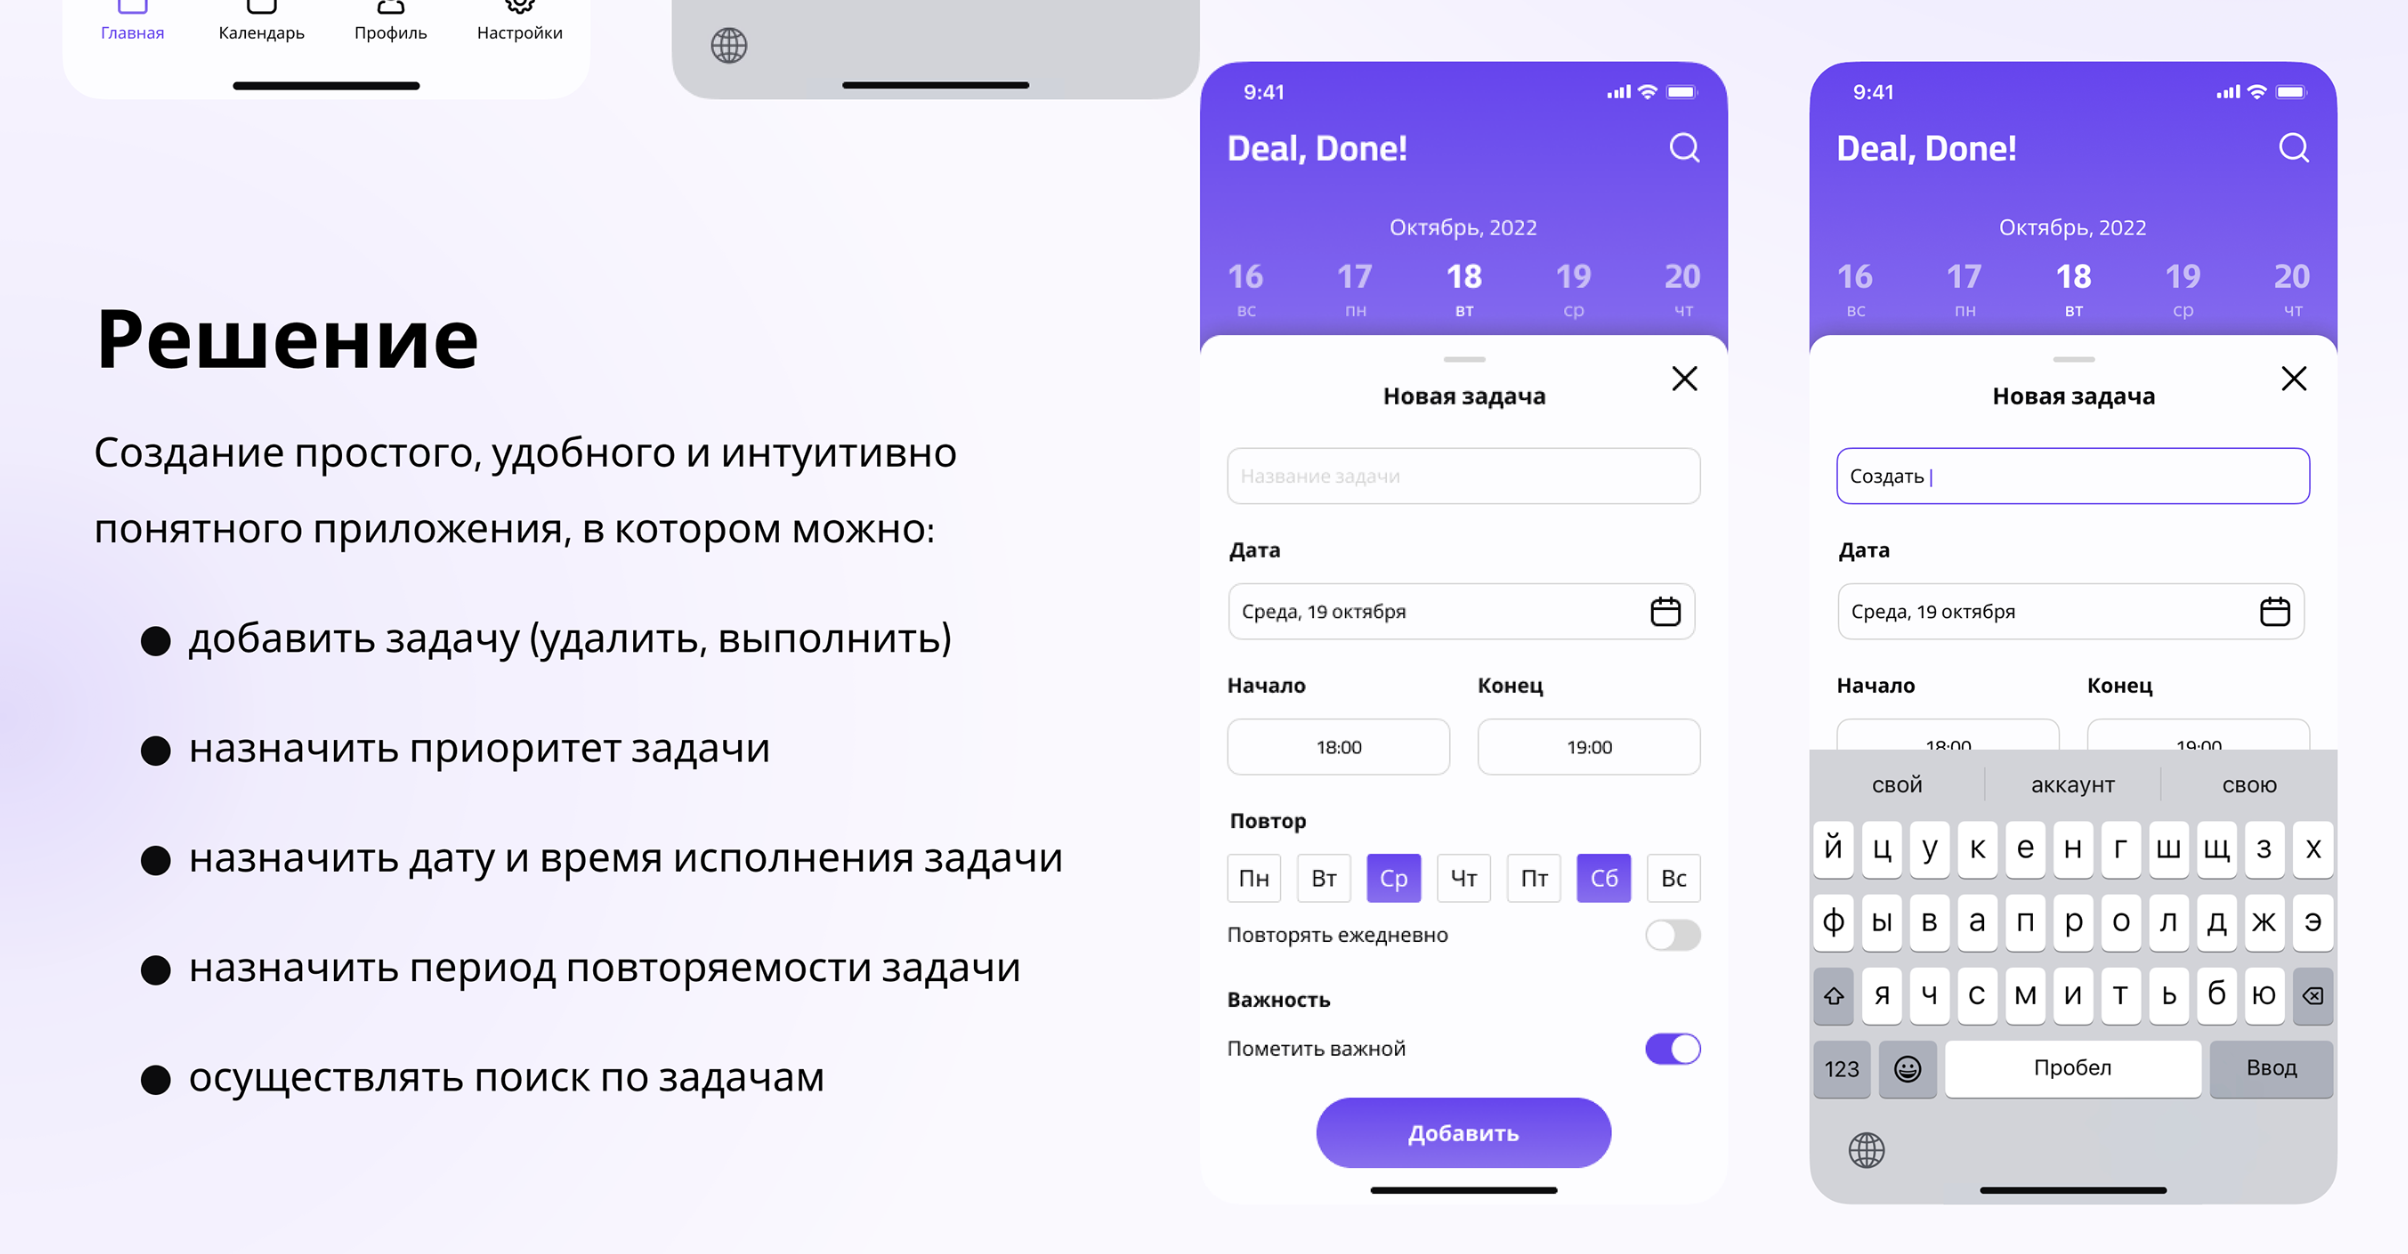 Главная Календарь Профиль Настройки
Решение
Создание простого, удобного и интуитивно
понятного приложения, в котором можно:
добавить задачу (удалить, выполнить)
назначить приоритет задачи
назначить дату и время исполнения задачи
назначить период повторяемости задачи
осуществлять поиск по задачам
9:41
Deal, Done!
Октябрь, 2022
16 17 18 19 20
вс пн вт ср чт
Новая задача
Название задачи
Дата
Среда, 19 октября
Начало Конец
18:00 19:00
Повтор
Пн Вт Ср Чт Пт Сб Вс
Повторять ежедневно
Важность
Пометить важной
Добавить
9:41
Deal, Done!
Октябрь, 2022
16 17 18 19 20
вс пн вт ср чт
Новая задача
Создать
Дата
Среда, 19 октября
Начало Конец
18:00 19:00
свой аккаунт свою
й ц у к е н г ш щ з х
ф ы в а п р о л д ж э
я ч с м и т ь б ю
123 Пробел Ввод